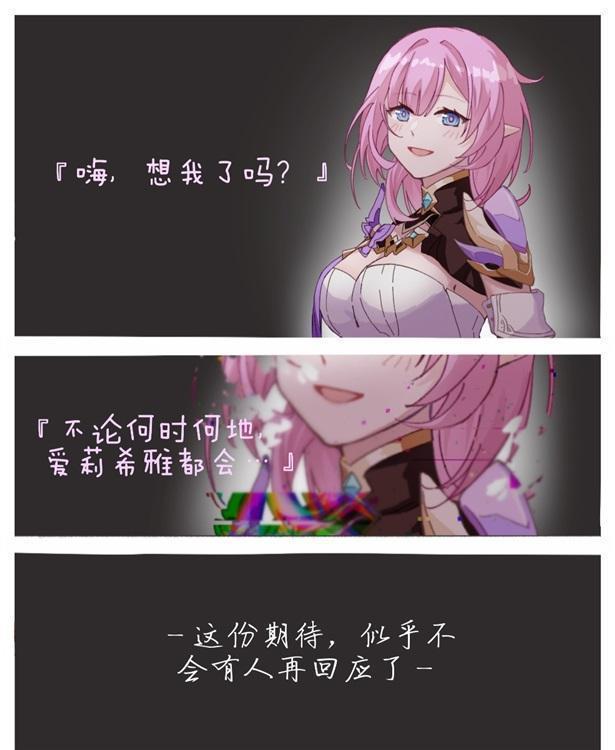 『嗨, 想我了吗? 』
『不论何时何地,
爱莉希雅都会…』
-这份期待，似乎不
会有人再回应了-